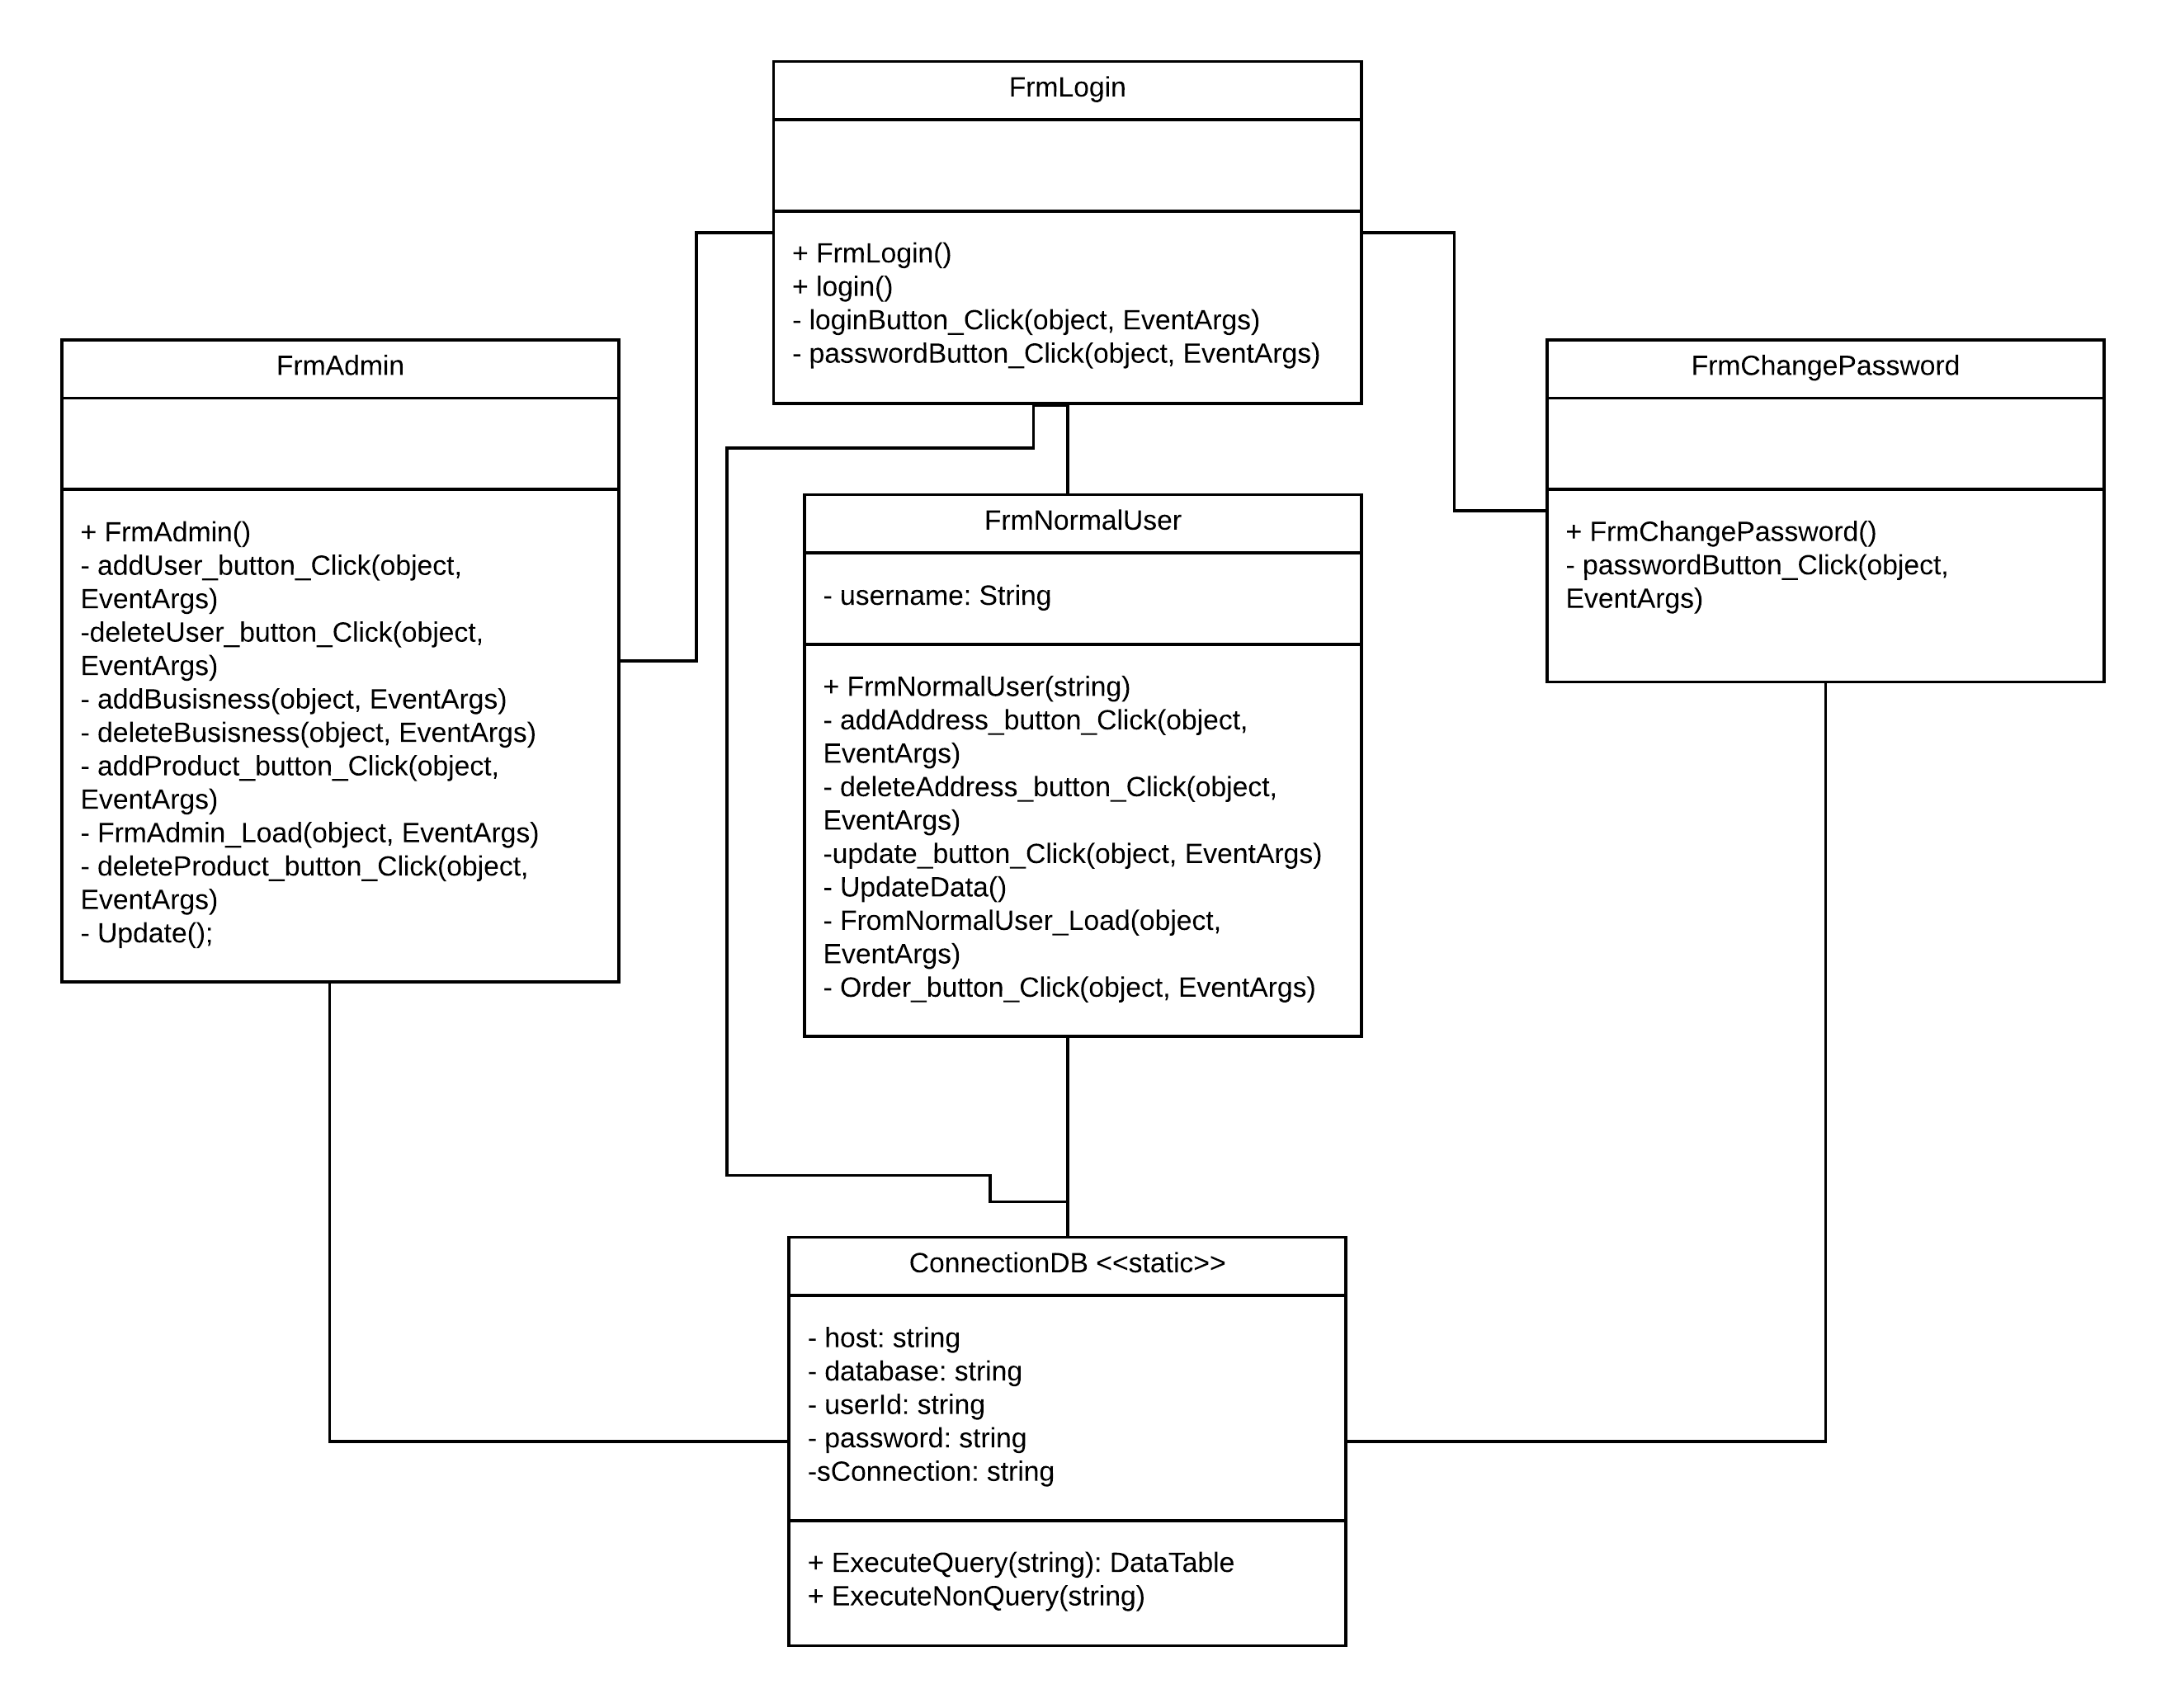 FrmLogin
+ FrmLogin()
+ login()
- loginButton_Click(object, EventArgs)
- passwordButton_Click(object, EventArgs)
FrmAdmin
+ FrmAdmin()
- addUser_button_Click(object,
EventArgs)
-deleteUser_button_Click(object,
EventArgs)
- addBusisness(object, EventArgs)
- deleteBusisness(object, EventArgs)
- addProduct_button_Click(object,
EventArgs)
- FrmAdmin_Load(object, EventArgs)
- deleteProduct_button_Click(object,
EventArgs)
- Update();
FrmNormalUser
- username: String
+ FrmNormalUser(string)
- addAddress_button_Click(object,
EventArgs)
- deleteAddress_button_Click(object,
EventArgs)
-update_button_Click(object, EventArgs)
- UpdateData()
- FromNormalUser_Load(object,
EventArgs)
- Order_button_Click(object, EventArgs)
FrmChangePassword
+ FrmChangePassword()
- passwordButton_Click(object,
EventArgs)
ConnectionDB <<static>>
- host: string
- database: string
- userId: string
- password: string
-sConnection: string
+ ExecuteQuery(string): DataTable
+ ExecuteNonQuery(string)